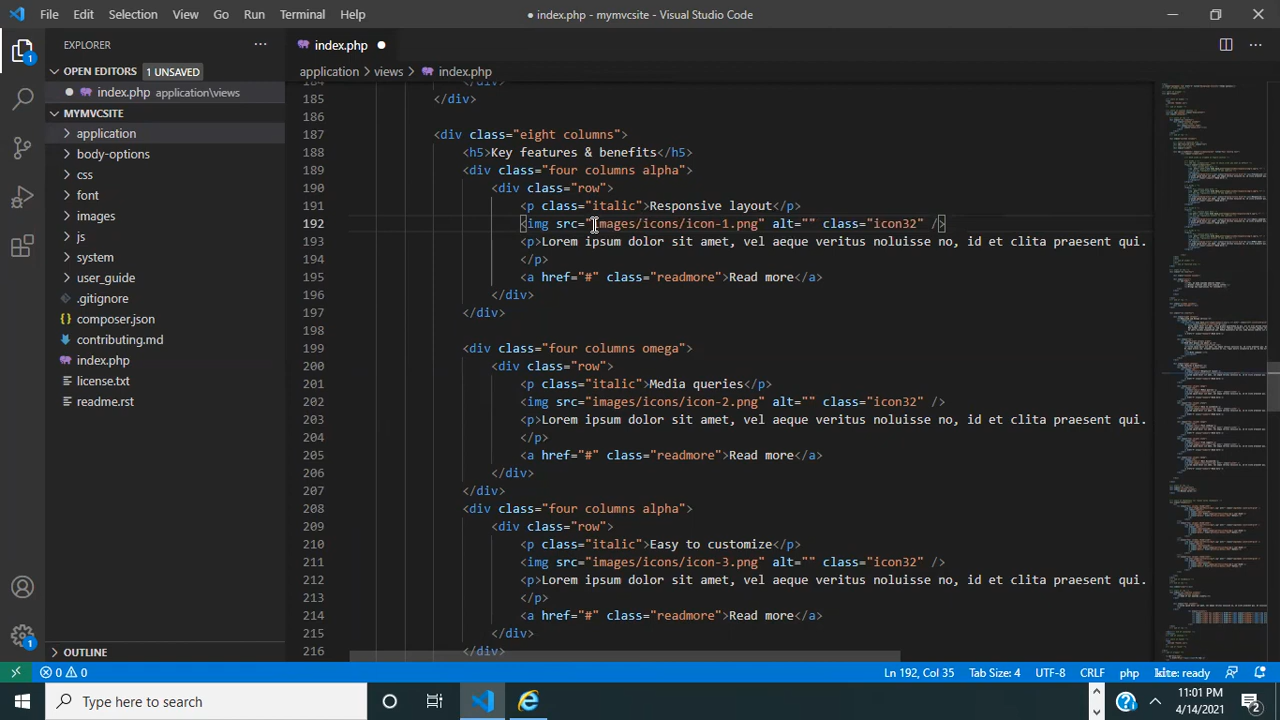 File Edit Selection View Go Run Terminal Help
● index.php - mymvcsite - Visual Studio Code
EXPLORER
index.php
application > views > index.php
OPEN EDITORS 1 UNSAVED
index.php application\views
MYMVCSITE
application
body-options
css
font
images
js
system
user_guide
.gitignore
composer.json
contributing.md
index.php
license.txt
readme.rst
OUTLINE
184 </div>
185 </div>
186
187 <div class="eight columns">
188 features & benefits</h5>
189 <div class="four columns alpha">
190 <div class="row">
191 <p class="italic">Responsive layout</p>
192 <img src="images/icons/icon-1.png" alt="" class="icon32" />
193 <p>Lorem ipsum dolor sit amet, vel aeque veritus noluisse no, id et clita praesent qui.
194 </p>
195 <a href="#" class="readmore">Read more</a>
196 </div>
197 </div>
198
199 <div class="four columns omega">
200 <div class="row">
201 <p class="italic">Media queries</p>
202 <img src="images/icons/icon-2.png" alt="" class="icon32" />
203 <p>Lorem ipsum dolor sit amet, vel aeque veritus noluisse no, id et clita praesent qui.
204 </p>
205 <a href="#" class="readmore">Read more</a>
206 </div>
207 </div>
208 <div class="four columns alpha">
209 <div class="row">
210 <p class="italic">Easy to customize</p>
211 <img src="images/icons/icon-3.png" alt="" class="icon32" />
212 <p>Lorem ipsum dolor sit amet, vel aeque veritus noluisse no, id et clita praesent qui.
213 </p>
214 <a href="#" class="readmore">Read more</a>
215 </div>
216 </div>
0 0 Ln 192, Col 35 Tab Size: 4 UTF-8 CRLF php kite: ready
Type here to search
11:01 PM
4/14/2021